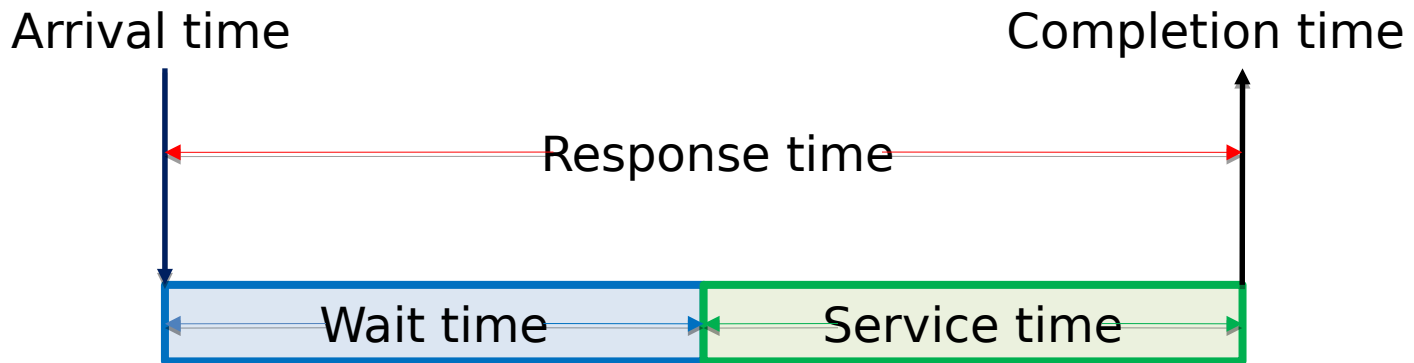 Arrival time
Completion time
Response time
Wait time
Service time